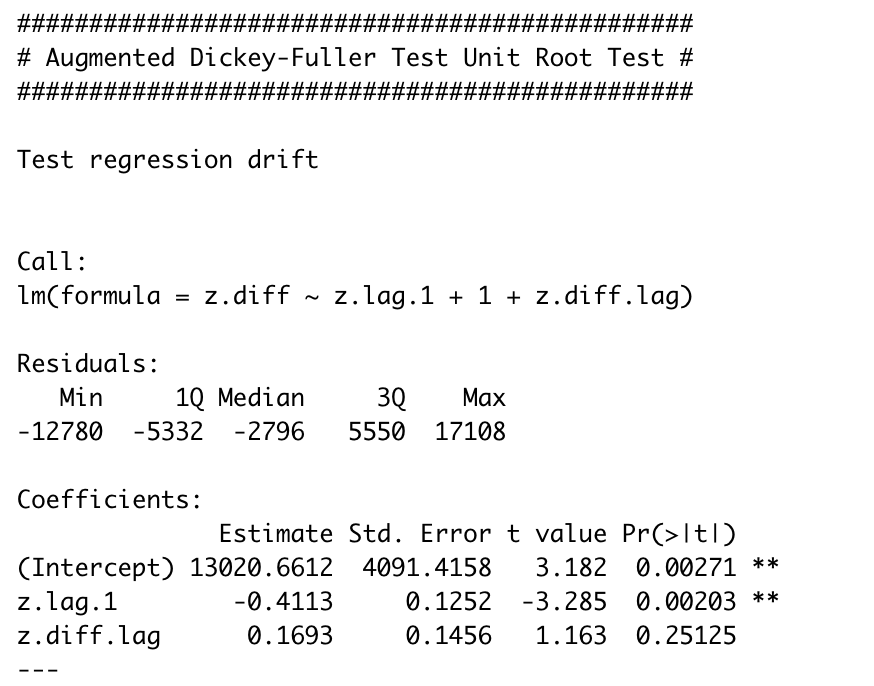 ###############################################
# Augmented Dickey-Fuller Test Unit Root Test #
###############################################
Test regression drift
Call:
lm(formula = z.diff ~ z.lag.1 + 1 + z.diff.lag)
Residuals:
   Min     1Q Median     3Q    Max
-12780  -5332  -2796   5550  17108
Coefficients:
              Estimate Std. Error t value Pr(>|t|)
(Intercept) 13020.6612  4091.4158   3.182  0.00271 **
z.lag.1        -0.4113     0.1252  -3.285  0.00203 **
z.diff.lag      0.1693     0.1456   1.163  0.25125
---